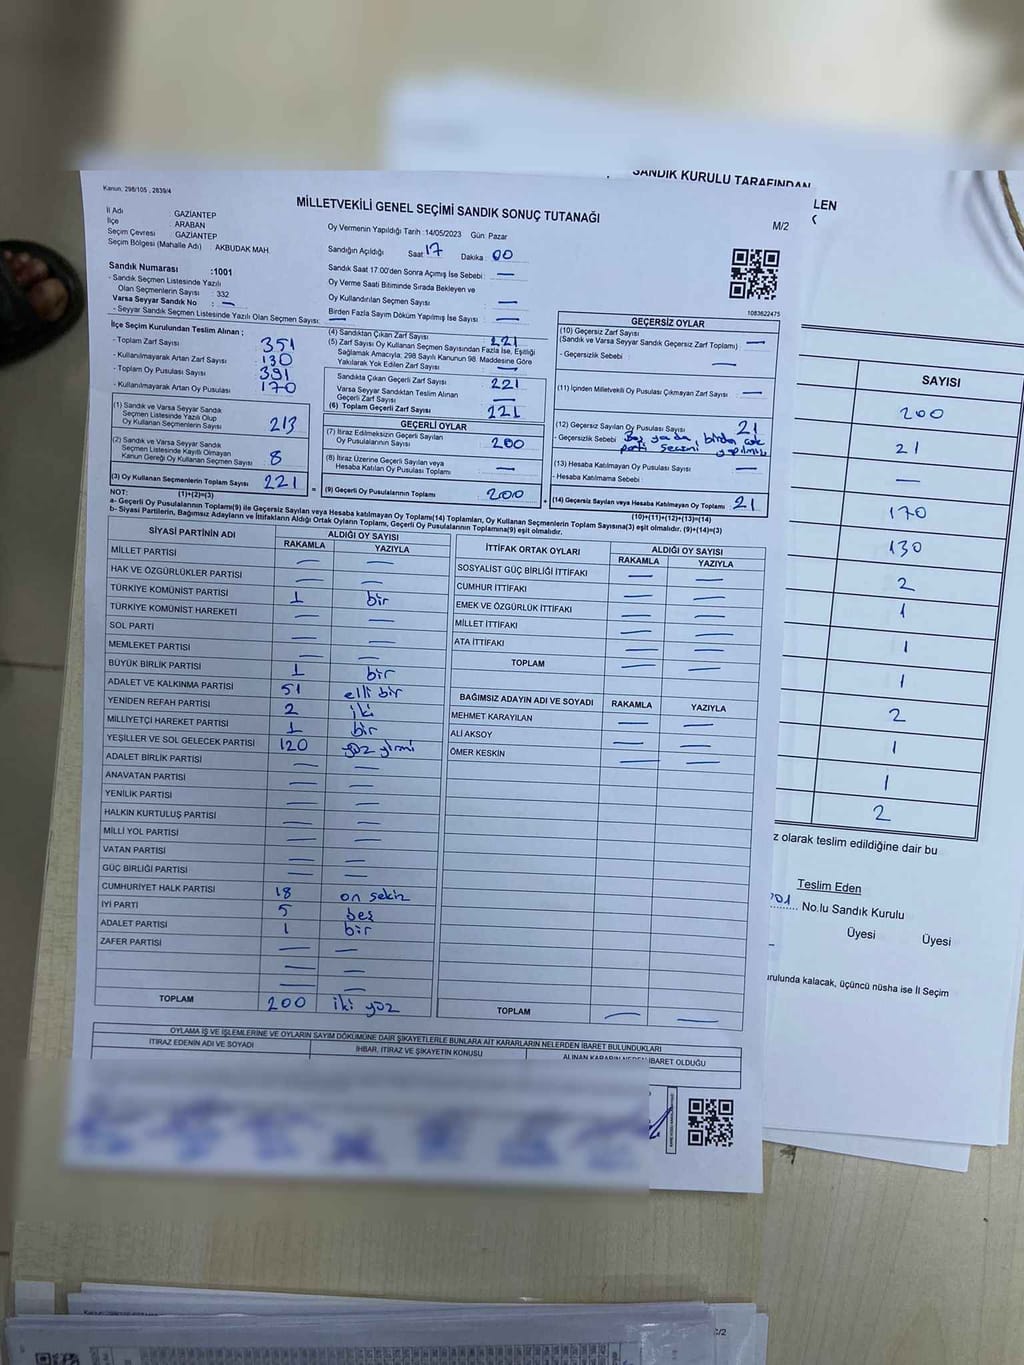 Kanun, 298/105 , 2839/4
MİLLETVEKİLİ GENEL SEÇİMİ SANDIK SONUÇ TUTANAĞI
M/2
İl Adı : GAZİANTEP
İlçe : ARABAN
Seçim Çevresi : GAZİANTEP
Seçim Bölgesi (Mahalle Adı) : AKBUDAK MAH.
Sandık Numarası :1001
- Sandık Seçmen Listesinde Yazılı
Olan Seçmenlerin Sayısı : 332
Varsa Seyyar Sandık No : —
- Seyyar Sandık Seçmen Listesinde Yazılı Olan Seçmen Sayısı:
Oy Vermenin Yapıldığı Tarih :14/05/2023 Gün: Pazar
Sandığın Açıldığı Saat 17 Dakika : 00
Sandık Saat 17.00'den Sonra Açımış İse Sebebi : —
Oy Verme Saati Bitiminde Sırada Bekleyen ve
Oy Kullandırılan Seçmen Sayısı —
Birden Fazla Sayım Döküm Yapılmış İse Sayısı : —
1083622475
İlçe Seçim Kurulundan Teslim Alınan ;
- Toplam Zarf Sayısı : 351
- Kullanılmayarak Artan Zarf Sayısı : 130
- Toplam Oy Pusulası Sayısı : 391
- Kullanılmayarak Artan Oy Pusulası : 170
(1) Sandık ve Varsa Seyyar Sandık
Seçmen Listesinde Yazılı Olup
Oy Kullanan Seçmenlerin Sayısı : 213
(2) Sandık ve Varsa Seyyar Sandık
Seçmen Listesinde Kayıtlı Olmayan
Kanun Gereği Oy Kullanan Seçmen Sayısı : 8
(3) Oy Kullanan Seçmenlerin Toplam Sayısı : 221
(1)+(2)=(3)
(4) Sandıktan Çıkan Zarf Sayısı : 221
(5) Zarf Sayısı Oy Kullanan Seçmen Sayısından Fazla İse, Eşitliği
Sağlamak Amacıyla; 298 Sayılı Kanunun 98. Maddesine Göre
Yakılarak Yok Edilen Zarf Sayısı : —
Sandıkta Çıkan Geçerli Zarf Sayısı : 221
Varsa Seyyar Sandıktan Teslim Alınan
Geçerli Zarf Sayısı : —
(6) Toplam Geçerli Zarf Sayısı : 221
GEÇERLİ OYLAR
(7) İtiraz Edilmeksizin Geçerli Sayılan
Oy Pusulalarının Sayısı : 200
(8) İtiraz Üzerine Geçerli Sayılan veya
Hesaba Katılan Oy Pusulası Toplamı : —
= (9) Geçerli Oy Pusulalarının Toplamı : 200
GEÇERSİZ OYLAR
(10) Geçersiz Zarf Sayısı
(Sandık ve Varsa Seyyar Sandık Geçersiz Zarf Toplamı) : —
- Geçersizlik Sebebi : —
(11) İçinden Milletvekili Oy Pusulası Çıkmayan Zarf Sayısı : —
(12) Geçersiz Sayılan Oy Pusulası Sayısı : 21
- Geçersizlik Sebebi : Boş ya da, birden çok
parti seçimi yapılmış
(13) Hesaba Katılmayan Oy Pusulası Sayısı : —
- Hesaba Katılmama Sebebi :
+ (14) Geçersiz Sayılan veya Hesaba Katılmayan Oy Toplamı : 21
(10)+(11)+(12)+(13)=(14)
NOT:
a- Geçerli Oy Pusulalarının Toplamı(9) ile Geçersiz Sayılan veya Hesaba katılmayan Oy Toplamı(14) Toplamları, Oy Kullanan Seçmenlerin Toplam Sayısına(3) eşit olmalıdır. (9)+(14)=(3)
b- Siyasi Partilerin, Bağımsız Adayların ve İttifakların Aldığı Ortak Oyların Toplamı, Geçerli Oy Pusulalarının Toplamına(9) eşit olmalıdır.
SİYASİ PARTİNİN ADI ALDIĞI OY SAYISI
RAKAMLA YAZIYLA
MİLLET PARTİSİ — —
HAK VE ÖZGÜRLÜKLER PARTİSİ — —
TÜRKİYE KOMÜNİST PARTİSİ 1 bir
TÜRKİYE KOMÜNİST HAREKETİ — —
SOL PARTİ — —
MEMLEKET PARTİSİ — —
BÜYÜK BİRLİK PARTİSİ 1 bir
ADALET VE KALKINMA PARTİSİ 51 elli bir
YENİDEN REFAH PARTİSİ 2 iki
MİLLİYETÇİ HAREKET PARTİSİ 1 bir
YEŞİLLER VE SOL GELECEK PARTİSİ 120 yüz yirmi
ADALET BİRLİK PARTİSİ — —
ANAVATAN PARTİSİ — —
YENİLİK PARTİSİ — —
HALKIN KURTULUŞ PARTİSİ — —
MİLLİ YOL PARTİSİ — —
VATAN PARTİSİ — —
GÜÇ BİRLİĞİ PARTİSİ — —
CUMHURİYET HALK PARTİSİ 18 on sekiz
İYİ PARTİ 5 beş
ADALET PARTİSİ 1 bir
ZAFER PARTİSİ — —
TOPLAM 200 iki yüz
İTTİFAK ORTAK OYLARI ALDIĞI OY SAYISI
RAKAMLA YAZIYLA
SOSYALİST GÜÇ BİRLİĞİ İTTİFAKI — —
CUMHUR İTTİFAKI — —
EMEK VE ÖZGÜRLÜK İTTİFAKI — —
MİLLET İTTİFAKI — —
ATA İTTİFAKI — —
TOPLAM — —
BAĞIMSIZ ADAYIN ADI VE SOYADI RAKAMLA YAZIYLA
MEHMET KARAYILAN — —
ALİ AKSOY — —
ÖMER KESKİN — —
TOPLAM — —
OYLAMA İŞ VE İŞLEMLERİNE VE OYLARIN SAYIM DÖKÜMÜNE DAİR ŞİKAYETLERLE BUNLARA AİT KARARLARIN NELERDEN İBARET BULUNDUKLARI
İTİRAZ EDENİN ADI VE SOYADI İHBAR, İTİRAZ VE ŞİKAYETİN KONUSU ALINAN KARARIN NEDEN İBARET OLDUĞU
SANDIK KURULU TARAFINDAN
LEN
SAYISI
200
21
—
170
130
2
1
1
1
2
1
1
2
z olarak teslim edildiğine dair bu
Teslim Eden
001 No.lu Sandık Kurulu
Üyesi Üyesi
urulunda kalacak, üçüncü nüsha ise İl Seçim